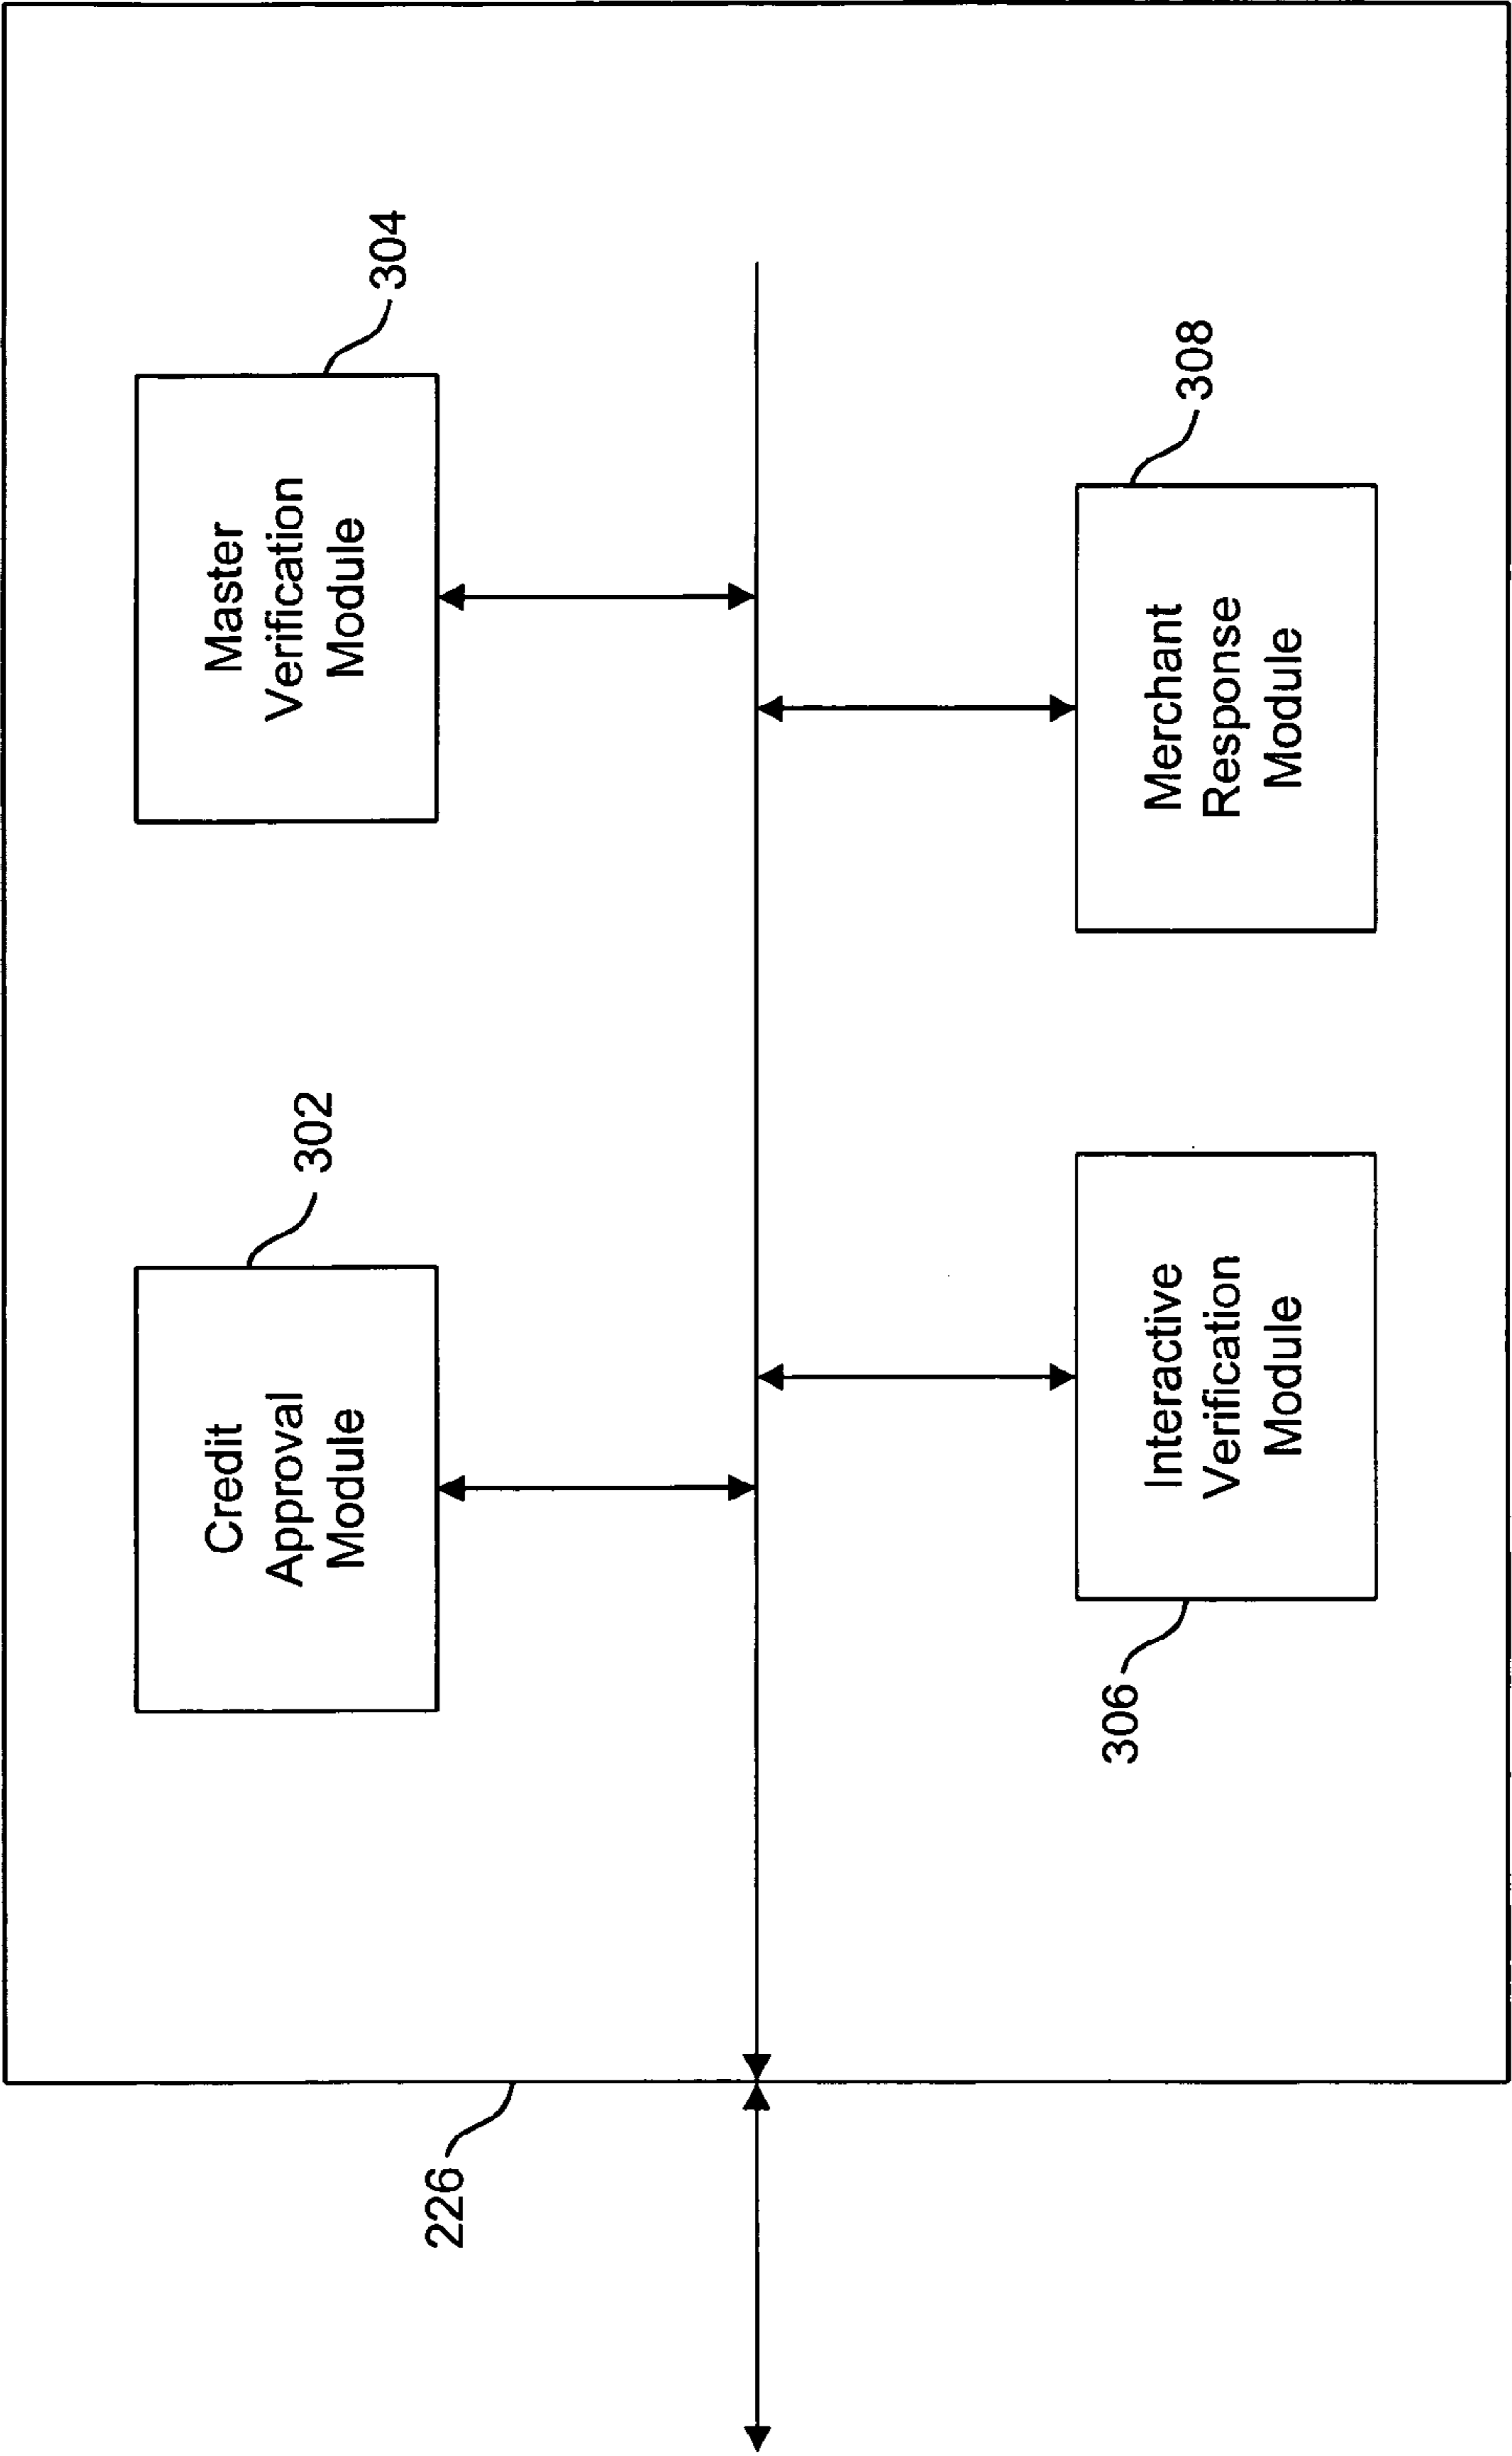 226
Credit
Approval
Module
302
Master
Verification
Module
304
306
Interactive
Verification
Module
Merchant
Response
Module
308